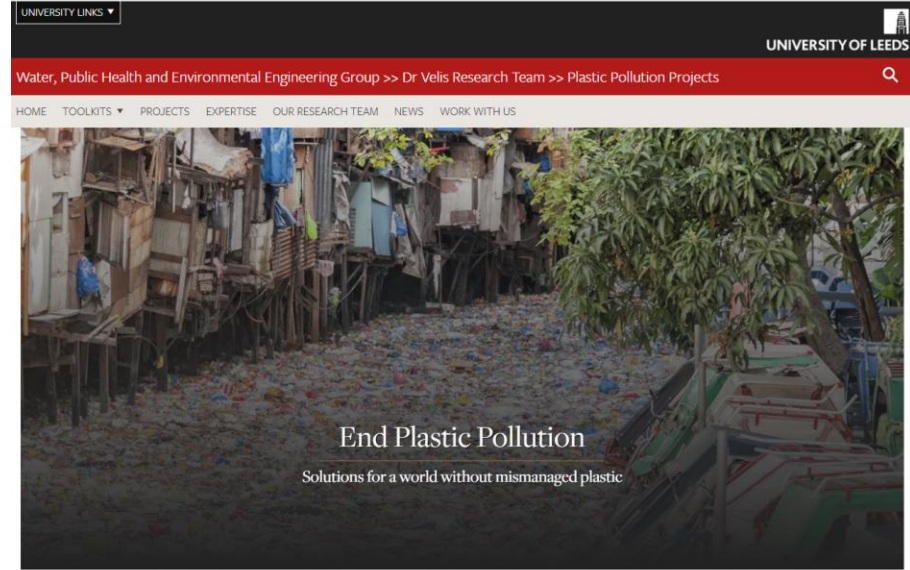 UNIVERSITY LINKS ▼
UNIVERSITY OF LEEDS
Water, Public Health and Environmental Engineering Group >> Dr Velis Research Team >> Plastic Pollution Projects
HOME TOOLKITS ▼ PROJECTS EXPERTISE OUR RESEARCH TEAM NEWS WORK WITH US
End Plastic Pollution
Solutions for a world without mismanaged plastic